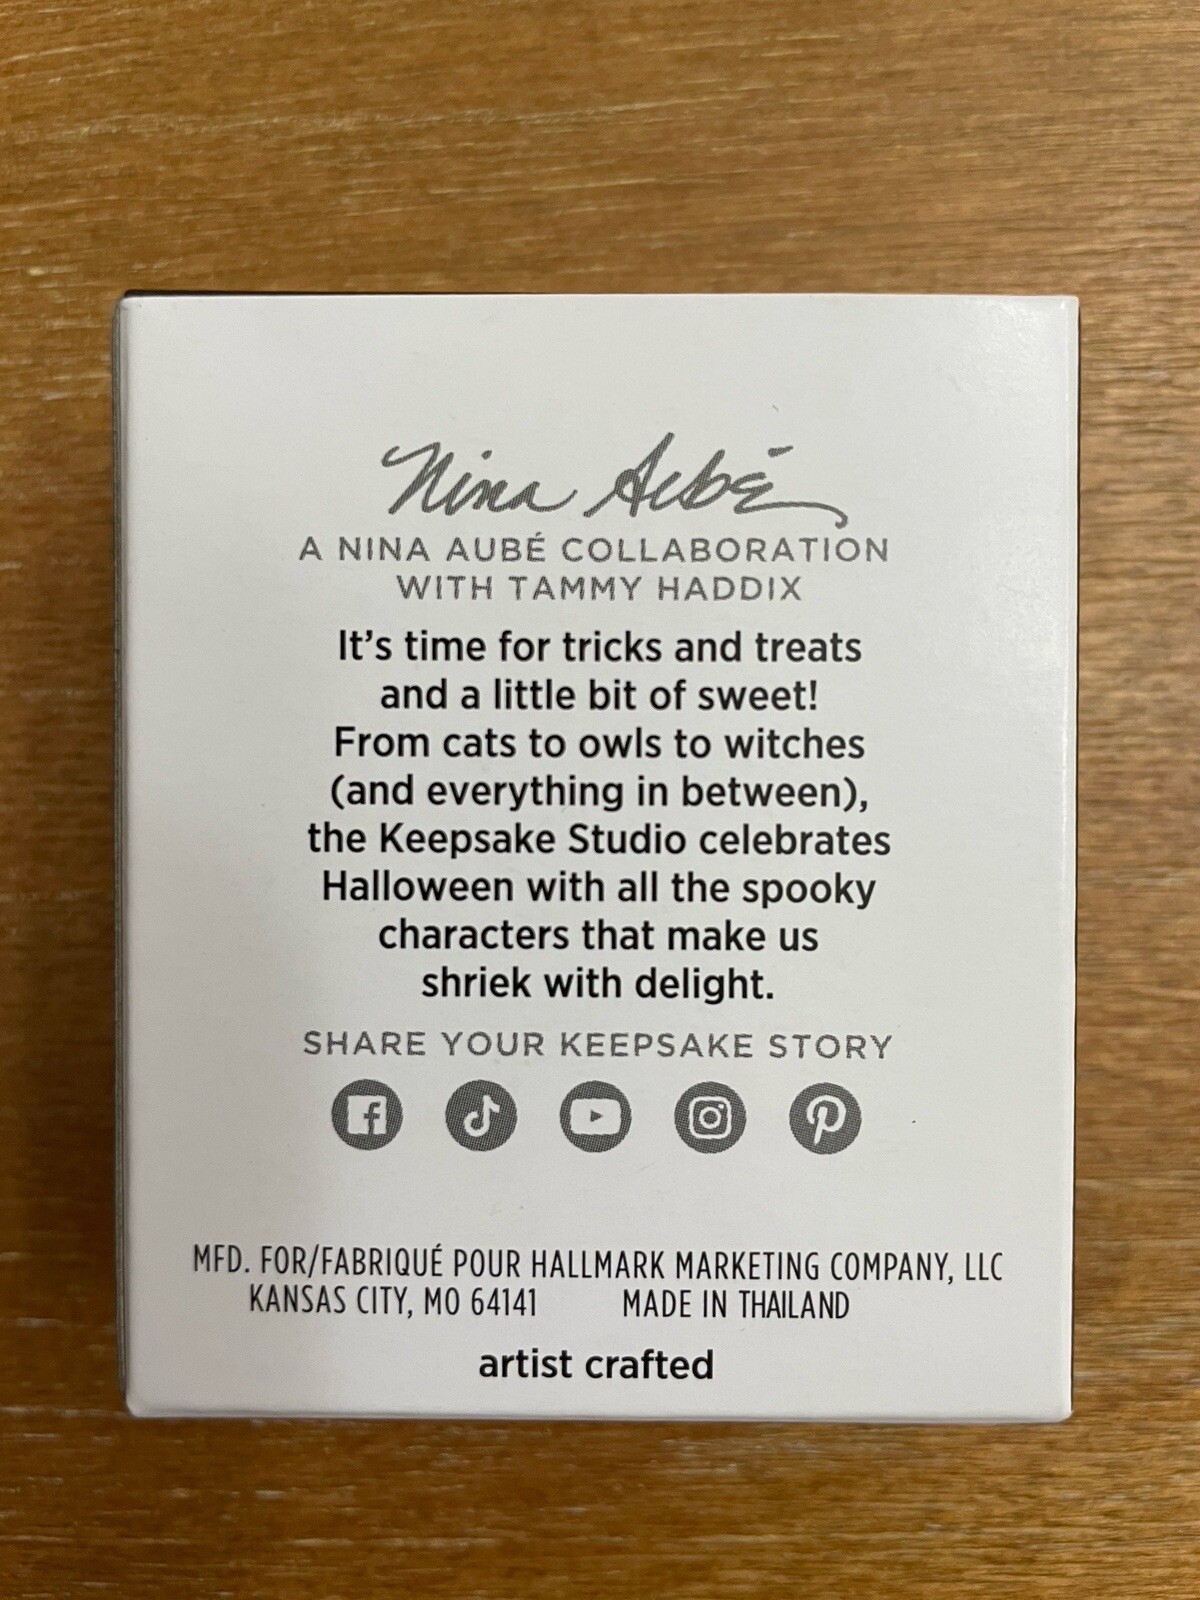 Nina Aubé
A NINA AUBÉ COLLABORATION
WITH TAMMY HADDIX
It's time for tricks and treats
and a little bit of sweet!
From cats to owls to witches
(and everything in between),
the Keepsake Studio celebrates
Halloween with all the spooky
characters that make us
shriek with delight.
SHARE YOUR KEEPSAKE STORY
MFD. FOR/FABRIQUÉ POUR HALLMARK MARKETING COMPANY, LLC
KANSAS CITY, MO 64141 MADE IN THAILAND
artist crafted